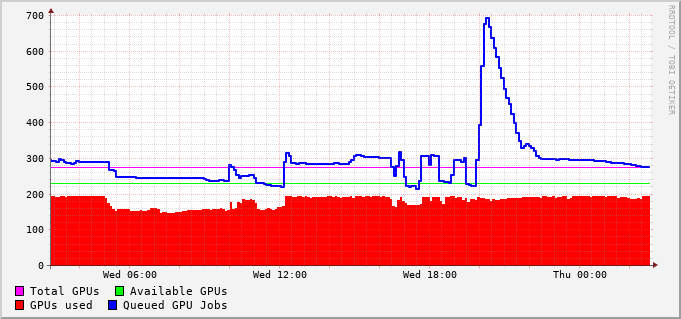 700
600
500
400
300
200
100
0
Wed 06:00 Wed 12:00 Wed 18:00 Thu 00:00
Total GPUs Available GPUs
GPUs used Queued GPU Jobs
RRDTOOL / TOBI OETIKER